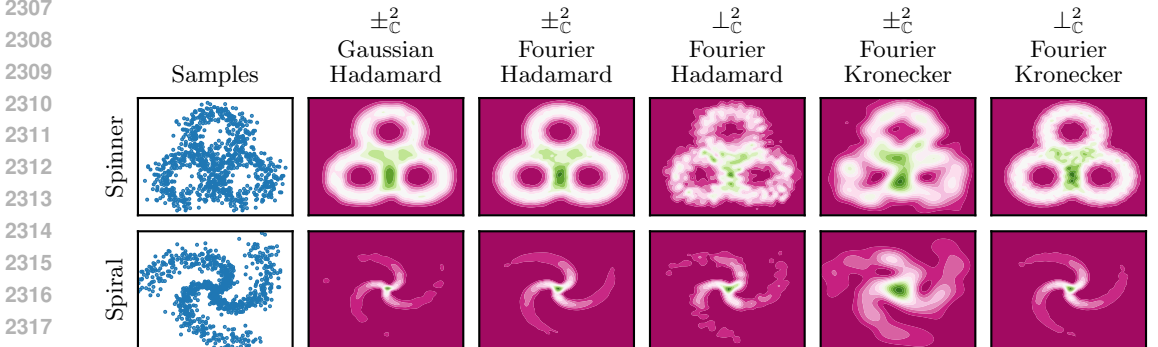 2307
±²_ℂ ±²_ℂ ⊥²_ℂ ±²_ℂ ⊥²_ℂ
2308
Gaussian Fourier Fourier Fourier Fourier
2309
Samples Hadamard Hadamard Hadamard Kronecker Kronecker
2310
2311
2312
2313
Spinner
2314
2315
2316
2317
Spiral